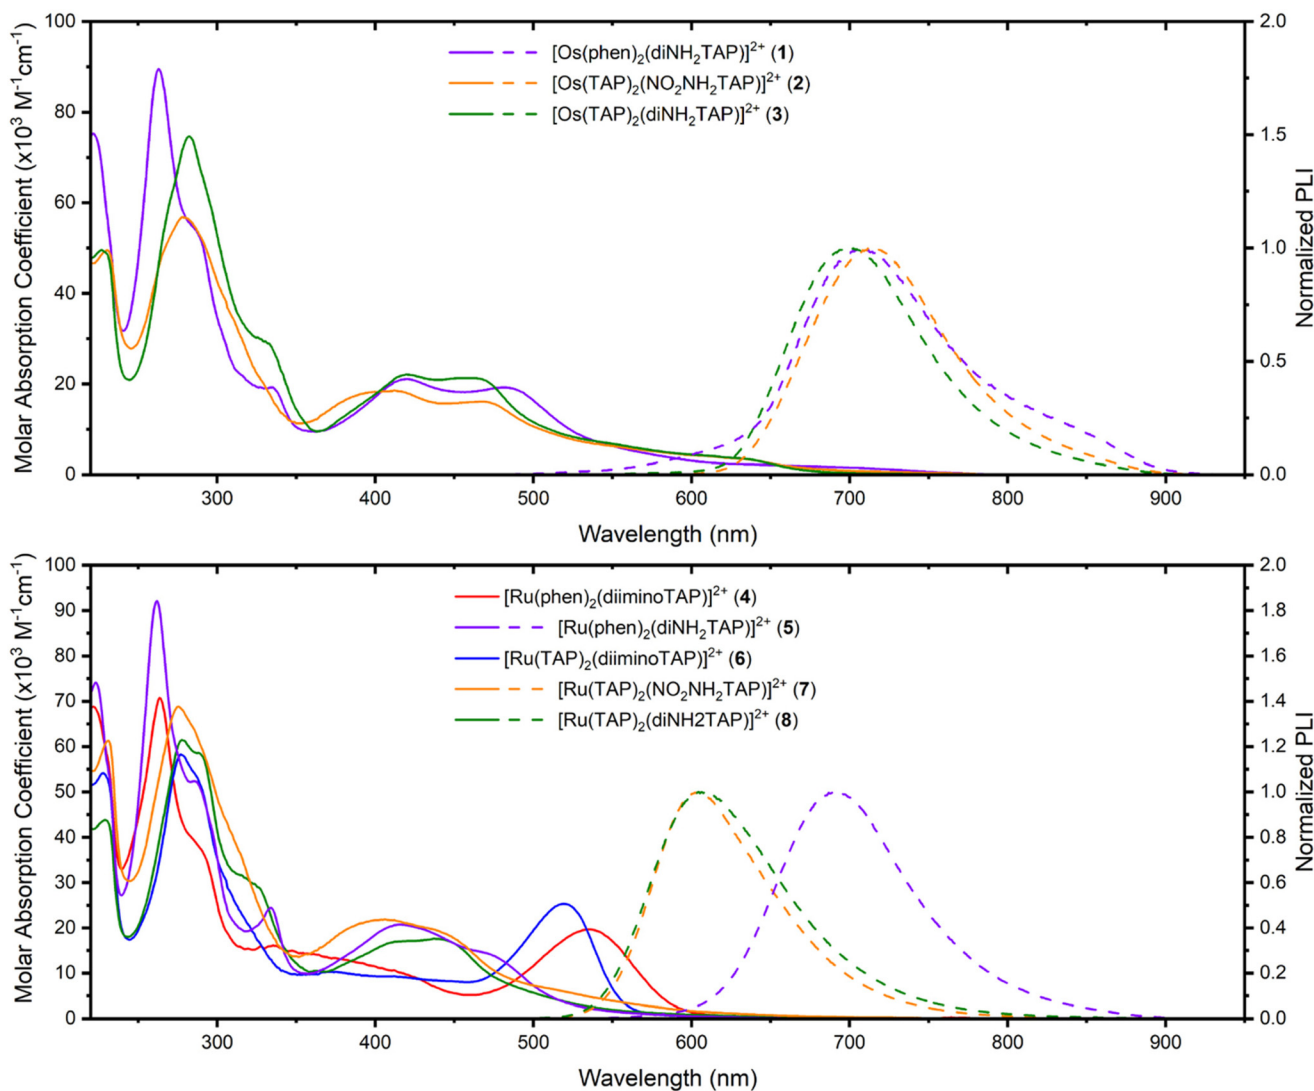 100
80
60
40
20
0
Molar Absorption Coefficient (x10³ M⁻¹cm⁻¹)
[Os(phen)₂(diNH₂TAP)]²⁺ (1)
[Os(TAP)₂(NO₂NH₂TAP)]²⁺ (2)
[Os(TAP)₂(diNH₂TAP)]²⁺ (3)
2.0
1.5
1.0
0.5
0.0
Normalized PLI
300 400 500 600 700 800 900
Wavelength (nm)
100
90
80
70
60
50
40
30
20
10
0
Molar Absorption Coefficient (x10³ M⁻¹cm⁻¹)
[Ru(phen)₂(diiminoTAP)]²⁺ (4)
[Ru(phen)₂(diNH₂TAP)]²⁺ (5)
[Ru(TAP)₂(diiminoTAP)]²⁺ (6)
[Ru(TAP)₂(NO₂NH₂TAP)]²⁺ (7)
[Ru(TAP)₂(diNH2TAP)]²⁺ (8)
2.0
1.8
1.6
1.4
1.2
1.0
0.8
0.6
0.4
0.2
0.0
Normalized PLI
300 400 500 600 700 800 900
Wavelength (nm)